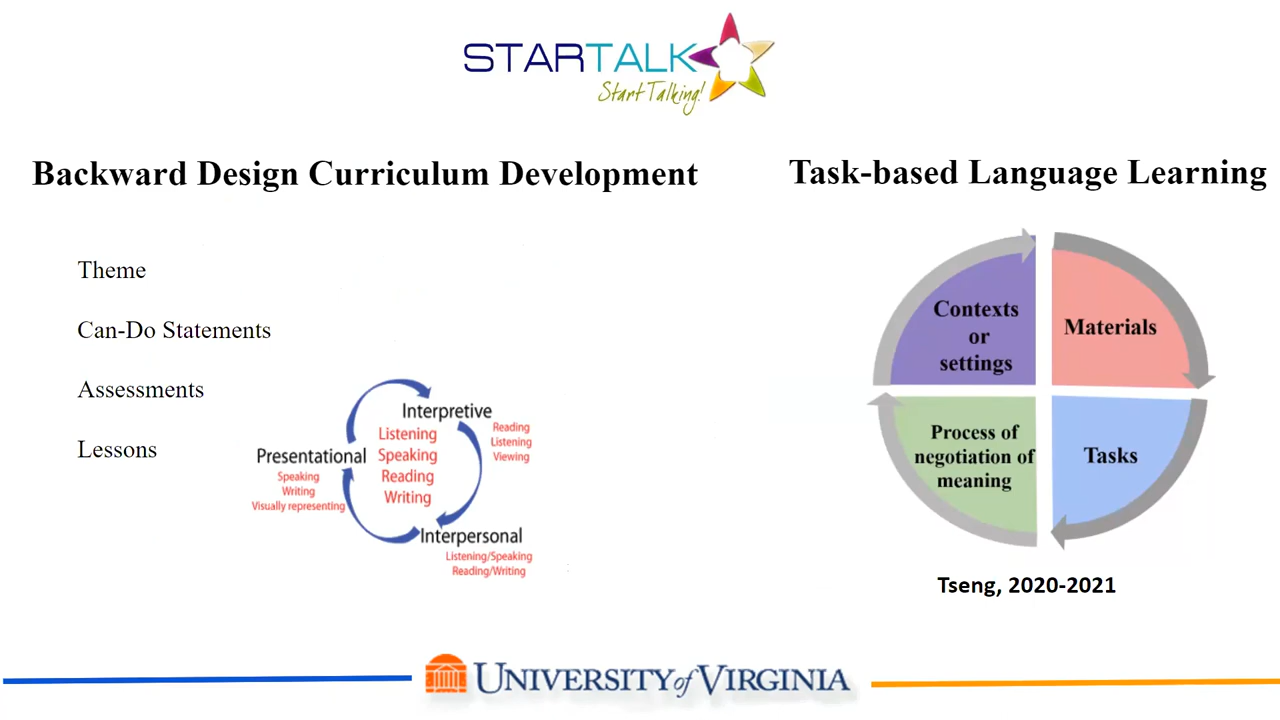 STARTALK
Start Talking!
Backward Design Curriculum Development
Theme
Can-Do Statements
Assessments
Lessons
Interpretive
Reading
Listening
Viewing
Listening
Speaking
Reading
Writing
Presentational
Speaking
Writing
Visually representing
Interpersonal
Listening/Speaking
Reading/Writing
Task-based Language Learning
Contexts
or
settings
Materials
Process of
negotiation of
meaning
Tasks
Tseng, 2020-2021
UNIVERSITY of VIRGINIA